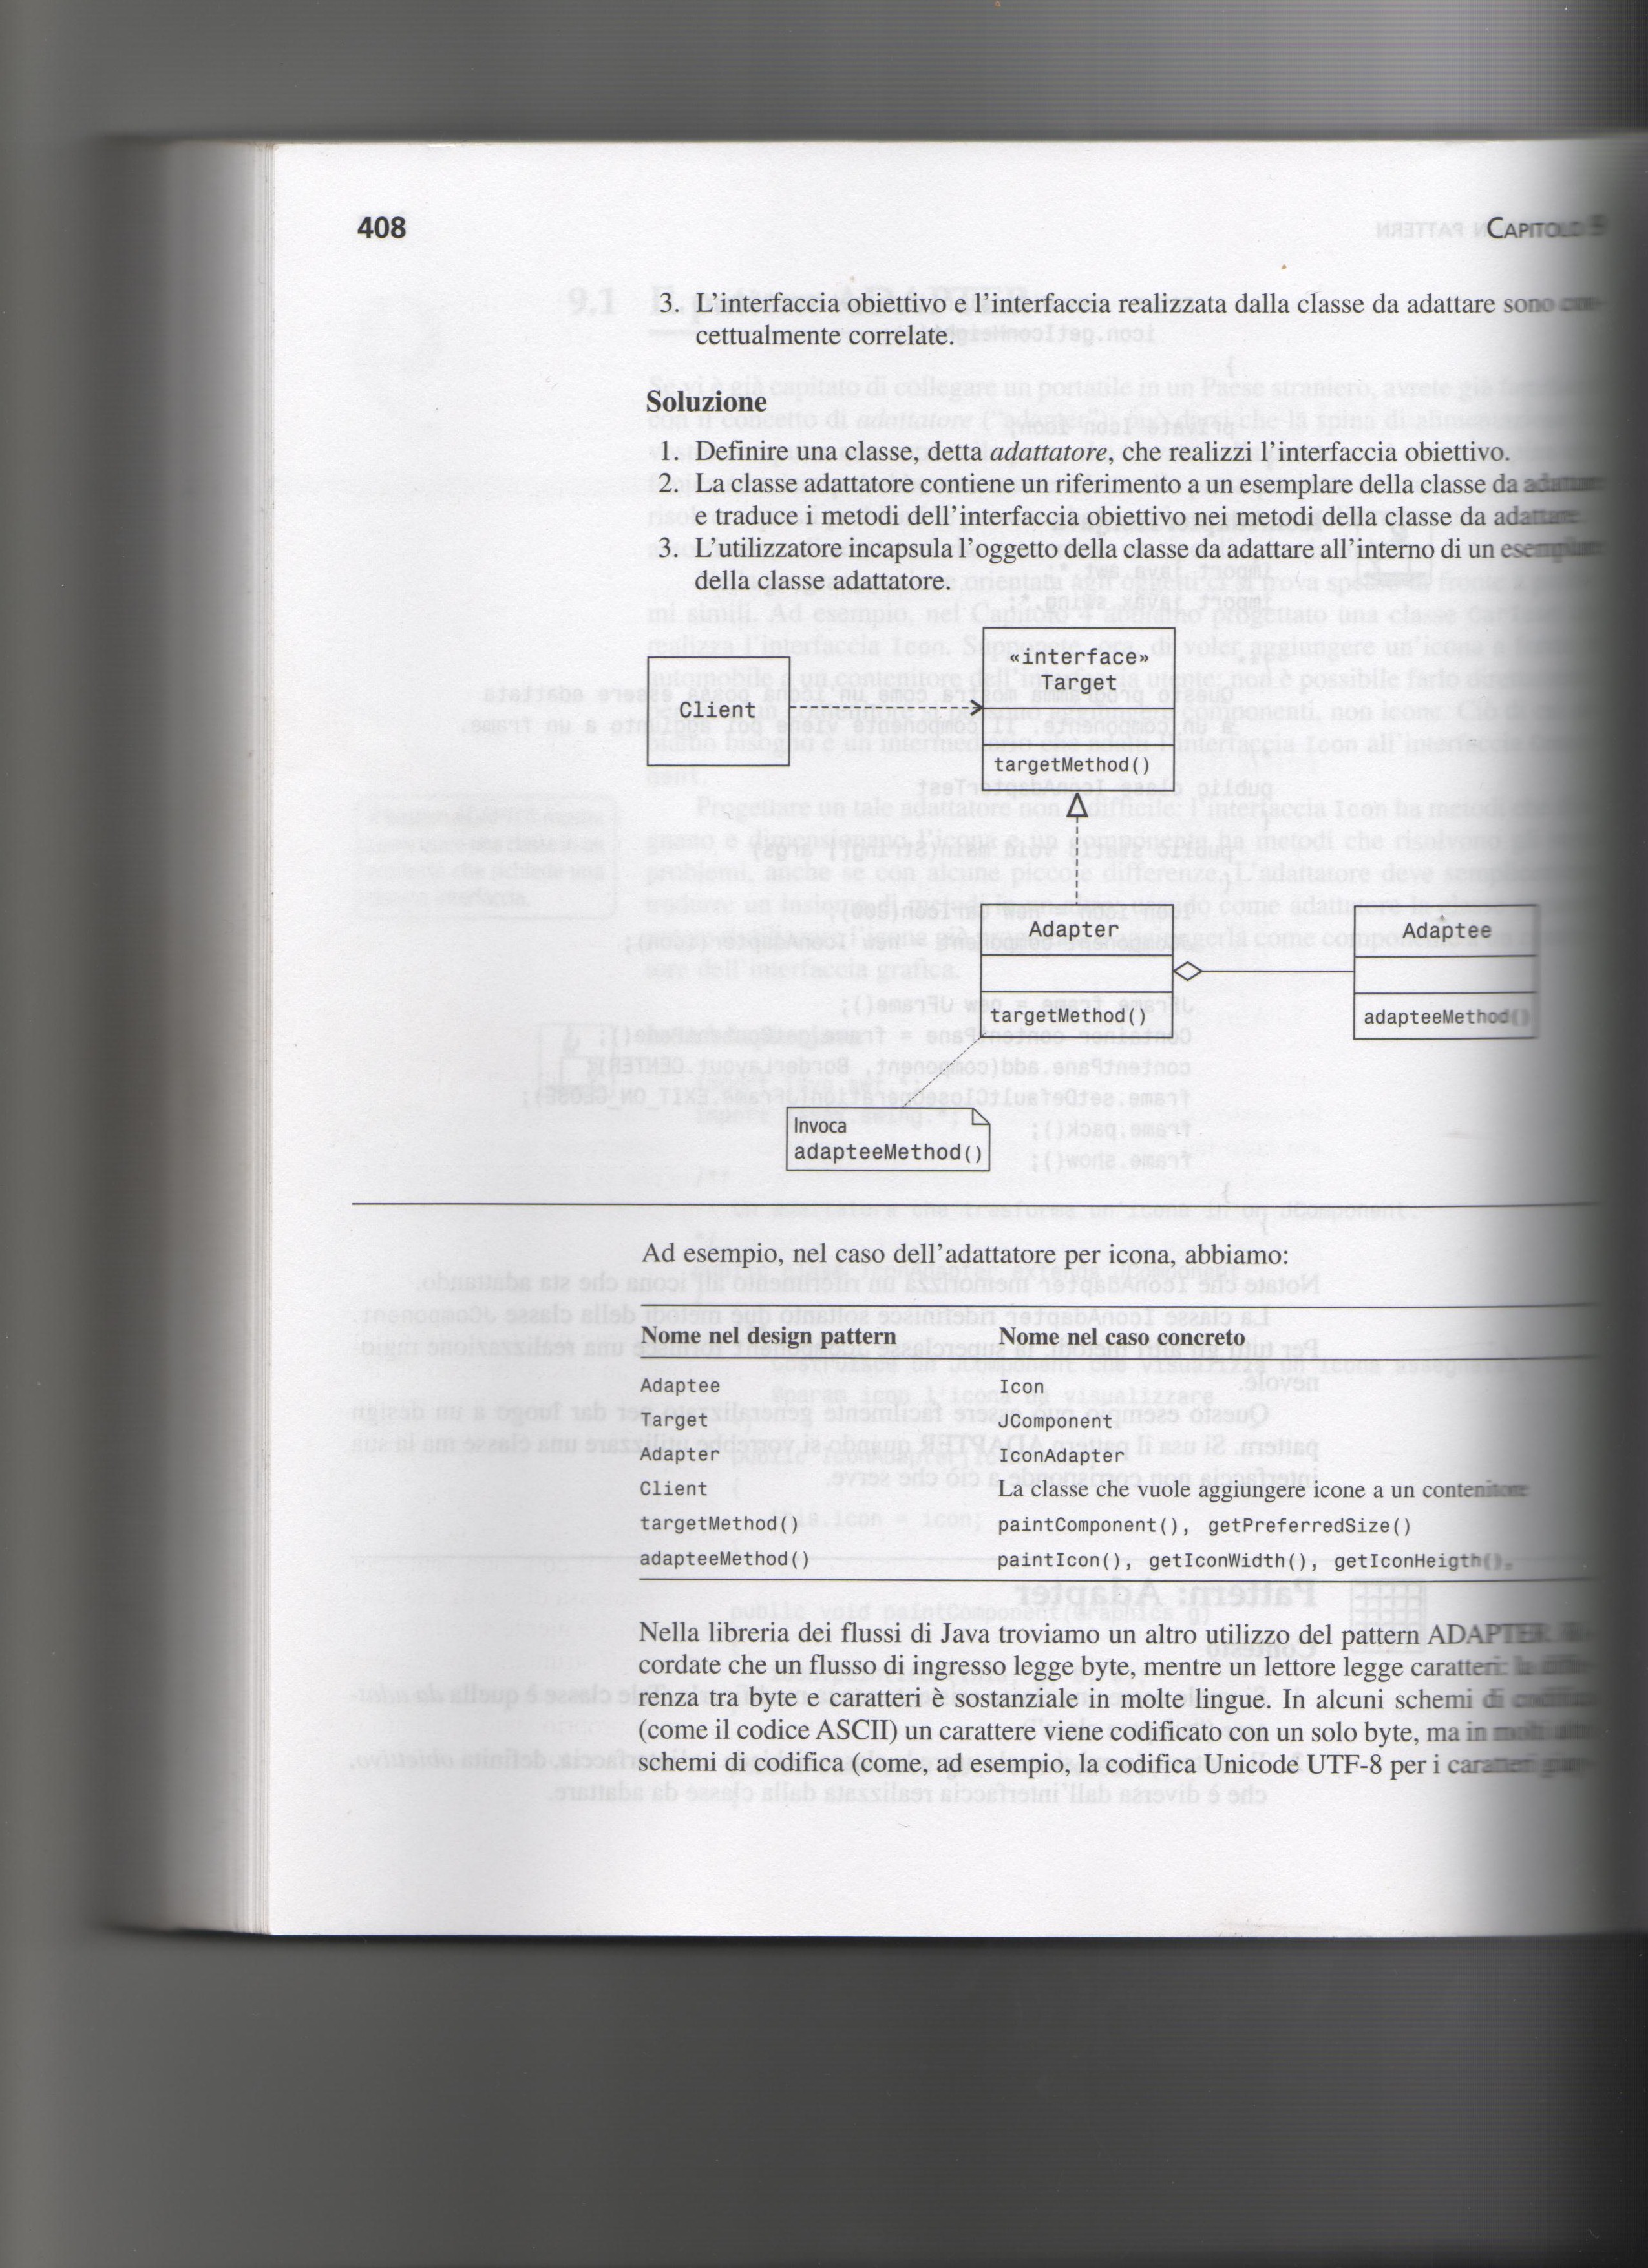 408
CAPITOLO 9
3. L'interfaccia obiettivo e l'interfaccia realizzata dalla classe da adattare sono con-
cettualmente correlate.
Soluzione
1. Definire una classe, detta adattatore, che realizzi l'interfaccia obiettivo.
2. La classe adattatore contiene un riferimento a un esemplare della classe da adattare
e traduce i metodi dell'interfaccia obiettivo nei metodi della classe da adattare.
3. L'utilizzatore incapsula l'oggetto della classe da adattare all'interno di un esemplare
della classe adattatore.
«interface»
Target
Client
targetMethod()
Adapter
Adaptee
targetMethod()
adapteeMethod()
Invoca
adapteeMethod()
Ad esempio, nel caso dell'adattatore per icona, abbiamo:
Nome nel design pattern Nome nel caso concreto
Adaptee Icon
Target JComponent
Adapter IconAdapter
Client La classe che vuole aggiungere icone a un contenitore
targetMethod() paintComponent(), getPreferredSize()
adapteeMethod() paintIcon(), getIconWidth(), getIconHeigth(),
Nella libreria dei flussi di Java troviamo un altro utilizzo del pattern ADAPTER. Ri-
cordate che un flusso di ingresso legge byte, mentre un lettore legge caratteri: la diffe-
renza tra byte e caratteri è sostanziale in molte lingue. In alcuni schemi di codifica
(come il codice ASCII) un carattere viene codificato con un solo byte, ma in molti altri
schemi di codifica (come, ad esempio, la codifica Unicode UTF-8 per i caratteri